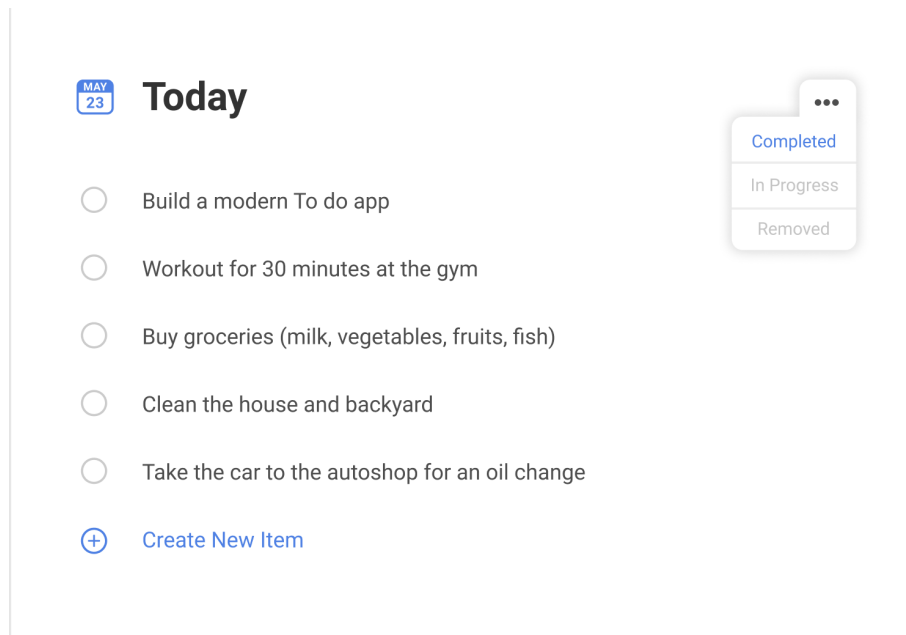 MAY
23
Today
•••
Completed
In Progress
Removed
Build a modern To do app
Workout for 30 minutes at the gym
Buy groceries (milk, vegetables, fruits, fish)
Clean the house and backyard
Take the car to the autoshop for an oil change
Create New Item